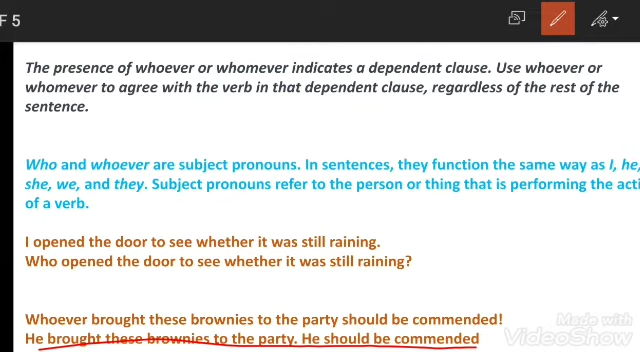 F 5
The presence of whoever or whomever indicates a dependent clause. Use whoever or
whomever to agree with the verb in that dependent clause, regardless of the rest of the
sentence.
Who and whoever are subject pronouns. In sentences, they function the same way as I, he,
she, we, and they. Subject pronouns refer to the person or thing that is performing the acti
of a verb.
I opened the door to see whether it was still raining.
Who opened the door to see whether it was still raining?
Whoever brought these brownies to the party should be commended!
He brought these brownies to the party. He should be commended
Made with
VideoShow